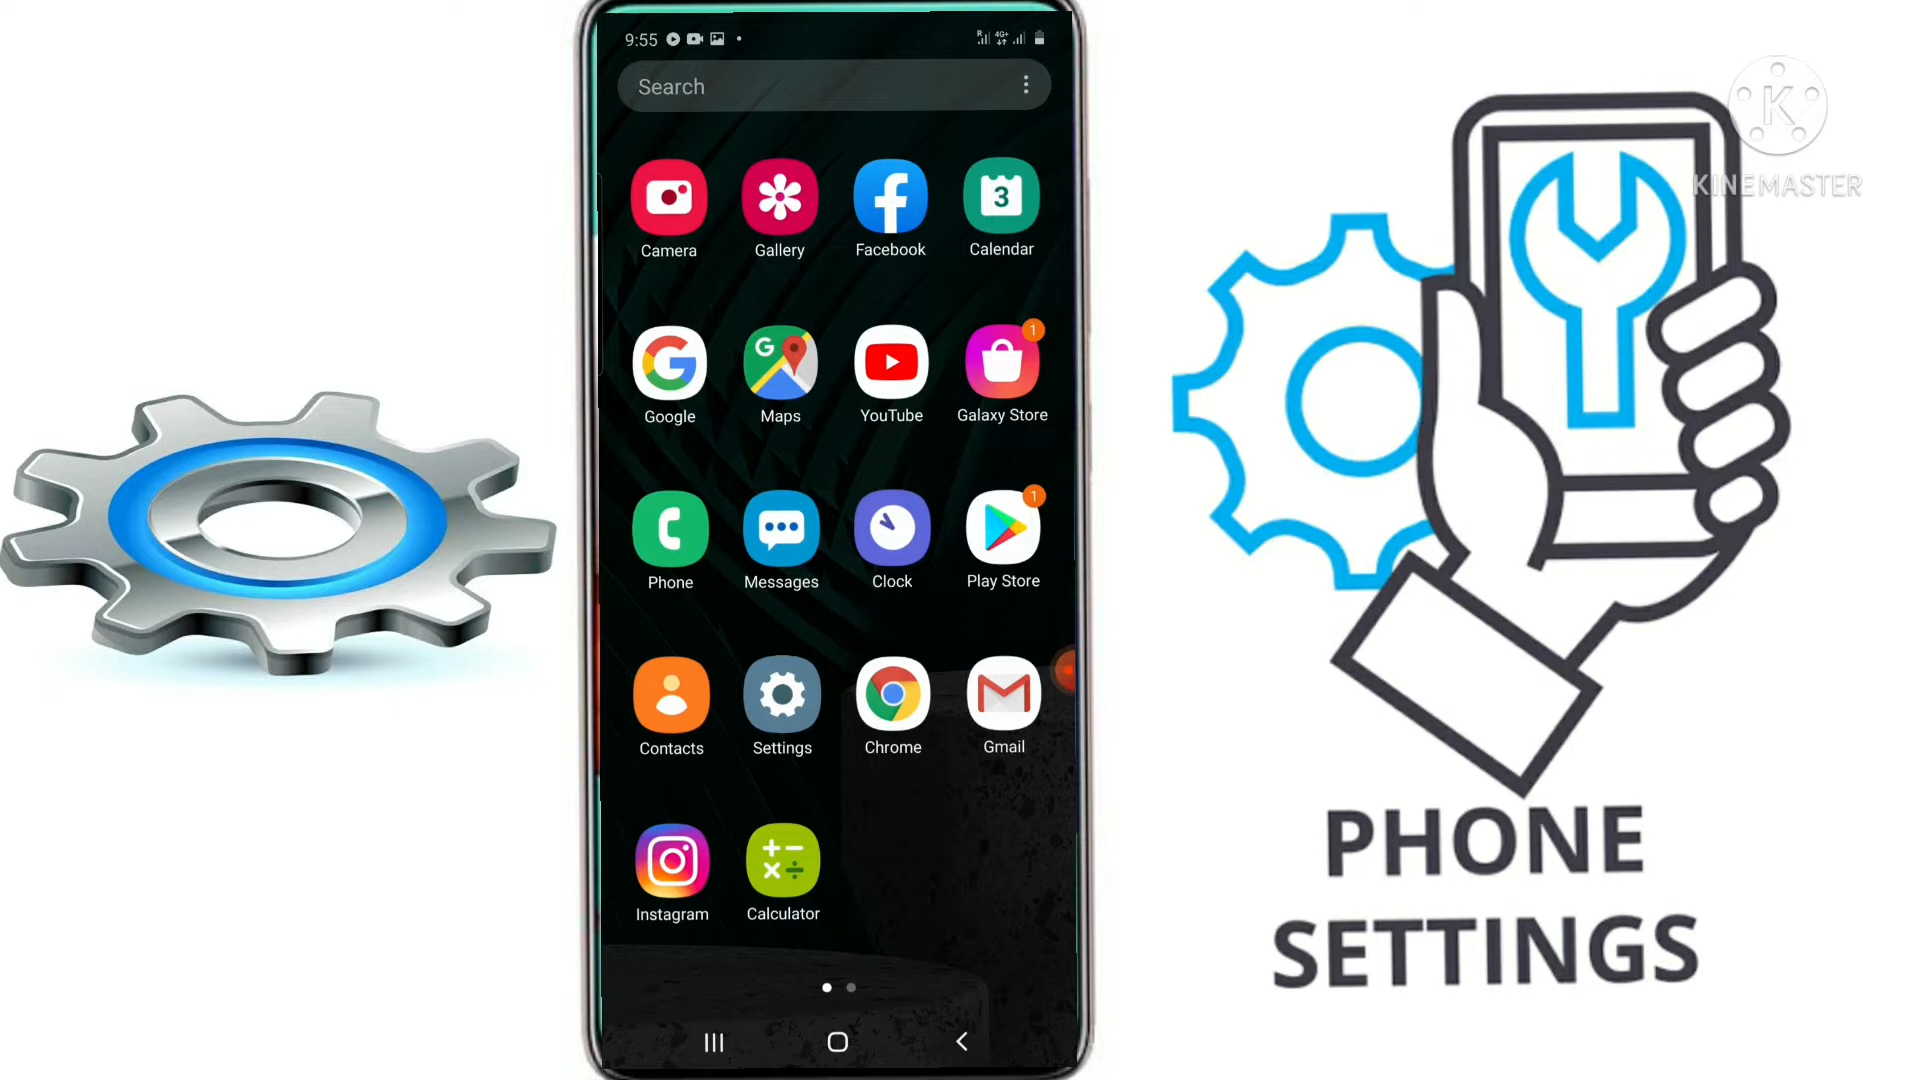 9:55
R
4G+
Search
Camera
Gallery
Facebook
3
Calendar
Google
G
Maps
YouTube
1
Galaxy Store
Phone
Messages
Clock
1
Play Store
Contacts
Settings
Chrome
Gmail
Instagram
Calculator
K
KINEMASTER
PHONE
SETTINGS